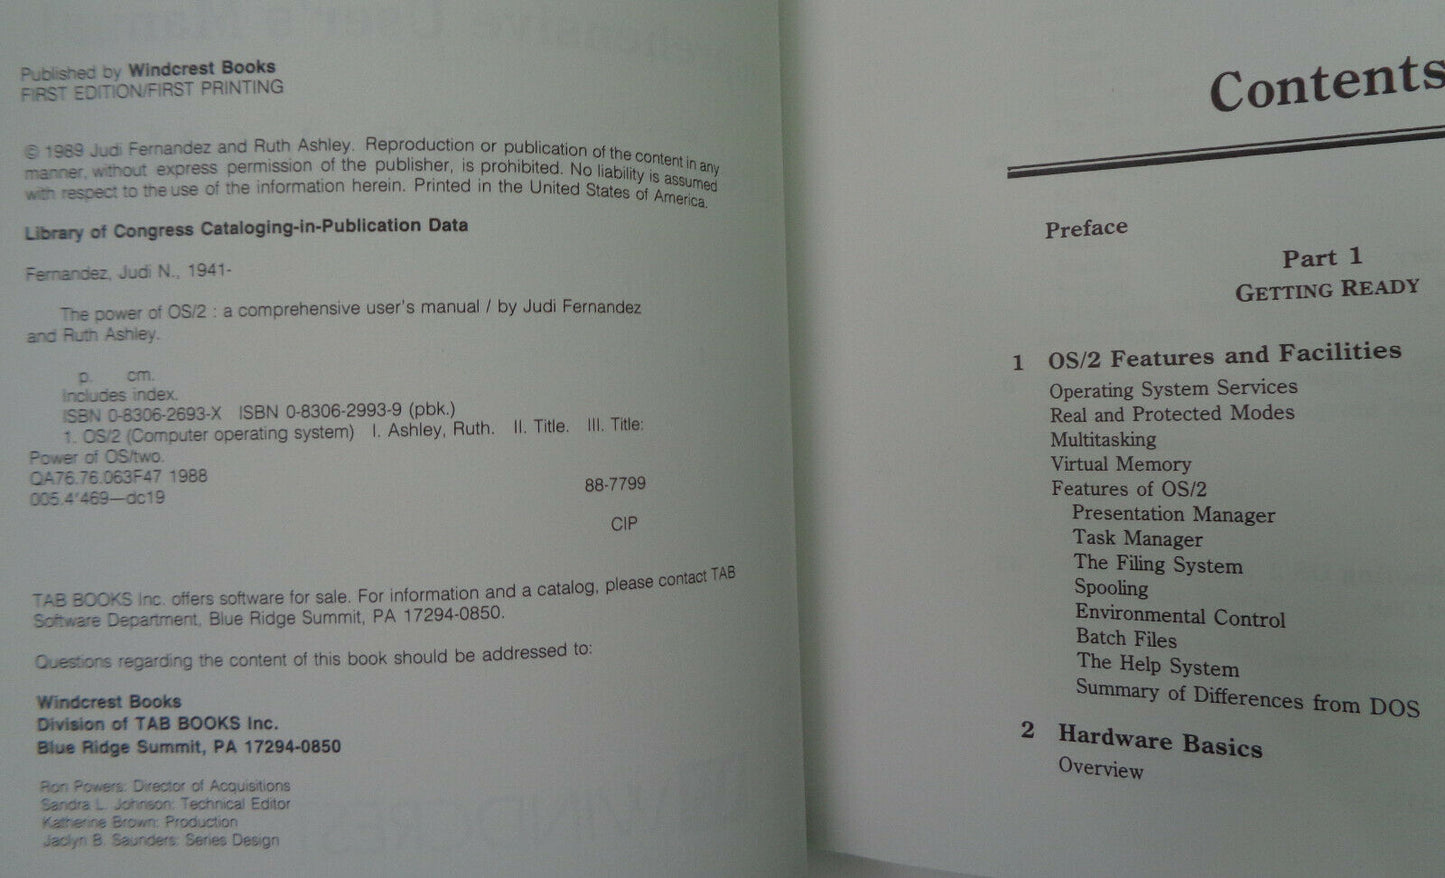 Published by Windcrest Books
FIRST EDITION/FIRST PRINTING
© 1989 Judi Fernandez and Ruth Ashley. Reproduction or publication of the content in any
manner, without express permission of the publisher, is prohibited. No liability is assumed
with respect to the use of the information herein. Printed in the United States of America.
Library of Congress Cataloging-in-Publication Data
Fernandez, Judi N., 1941-
The power of OS/2 : a comprehensive user's manual / by Judi Fernandez
and Ruth Ashley.
p. cm.
Includes index.
ISBN 0-8306-2693-X ISBN 0-8306-2993-9 (pbk.)
1. OS/2 (Computer operating system) I. Ashley, Ruth. II. Title. III. Title:
Power of OS/two.
QA76.76.063F47 1988
005.4'469—dc19
88-7799
CIP
TAB BOOKS Inc. offers software for sale. For information and a catalog, please contact TAB
Software Department, Blue Ridge Summit, PA 17294-0850.
Questions regarding the content of this book should be addressed to:
Windcrest Books
Division of TAB BOOKS Inc.
Blue Ridge Summit, PA 17294-0850
Ron Powers: Director of Acquisitions
Sandra L. Johnson: Technical Editor
Katherine Brown: Production
Jaclyn B. Saunders: Series Design
Contents
Preface
Part 1
GETTING READY
1 OS/2 Features and Facilities
Operating System Services
Real and Protected Modes
Multitasking
Virtual Memory
Features of OS/2
Presentation Manager
Task Manager
The Filing System
Spooling
Environmental Control
Batch Files
The Help System
Summary of Differences from DOS
2 Hardware Basics
Overview